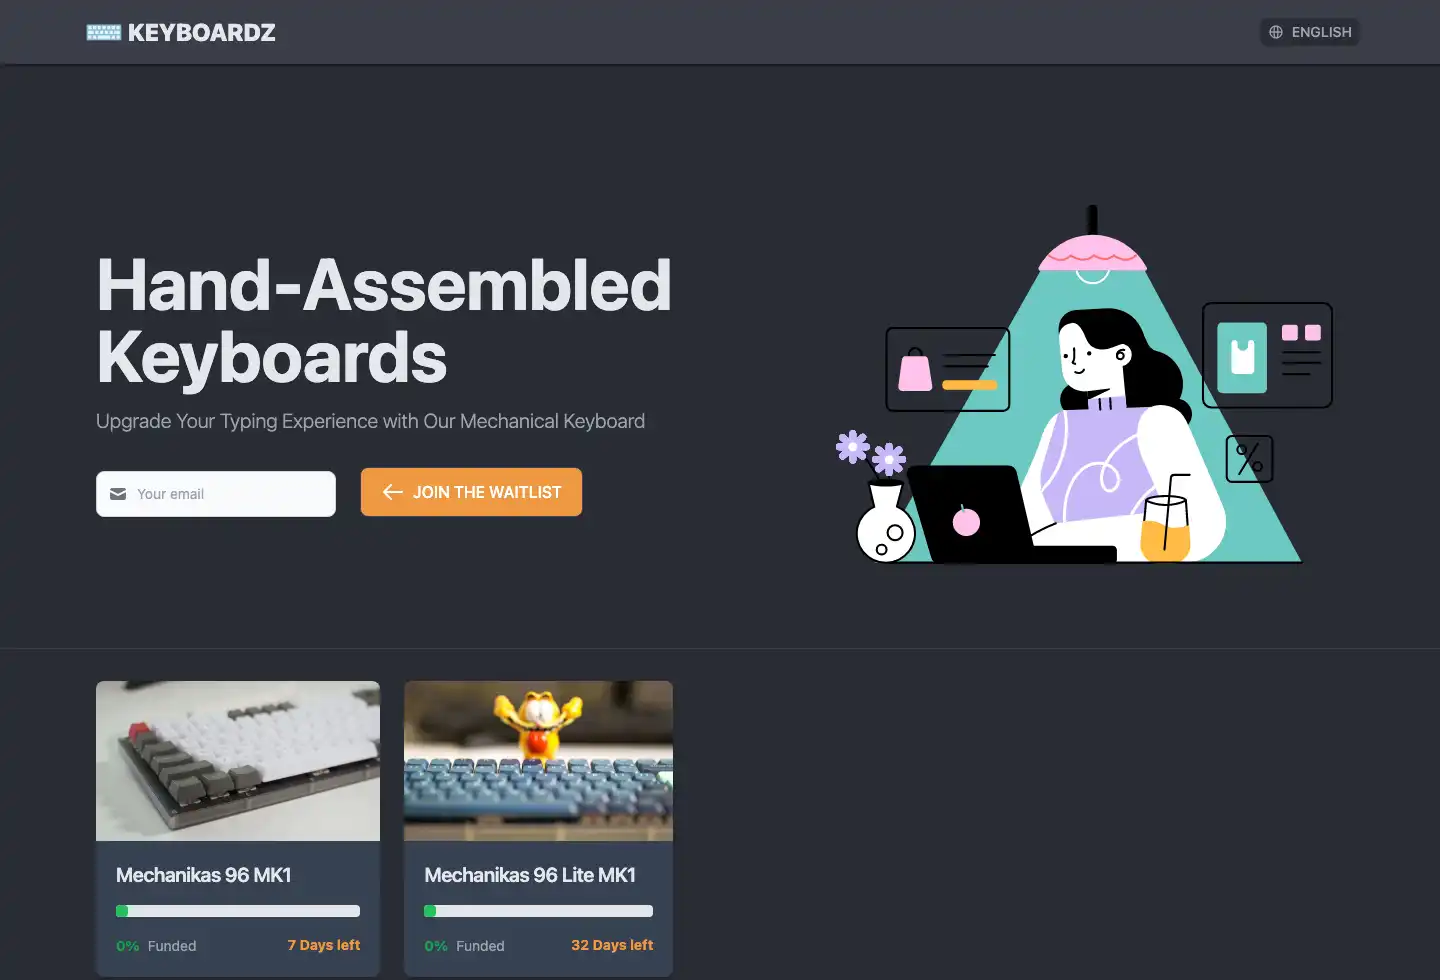 KEYBOARDZ
ENGLISH
Hand-Assembled
Keyboards
Upgrade Your Typing Experience with Our Mechanical Keyboard
Your email
JOIN THE WAITLIST
Mechanikas 96 MK1
0% Funded
7 Days left
Mechanikas 96 Lite MK1
0% Funded
32 Days left